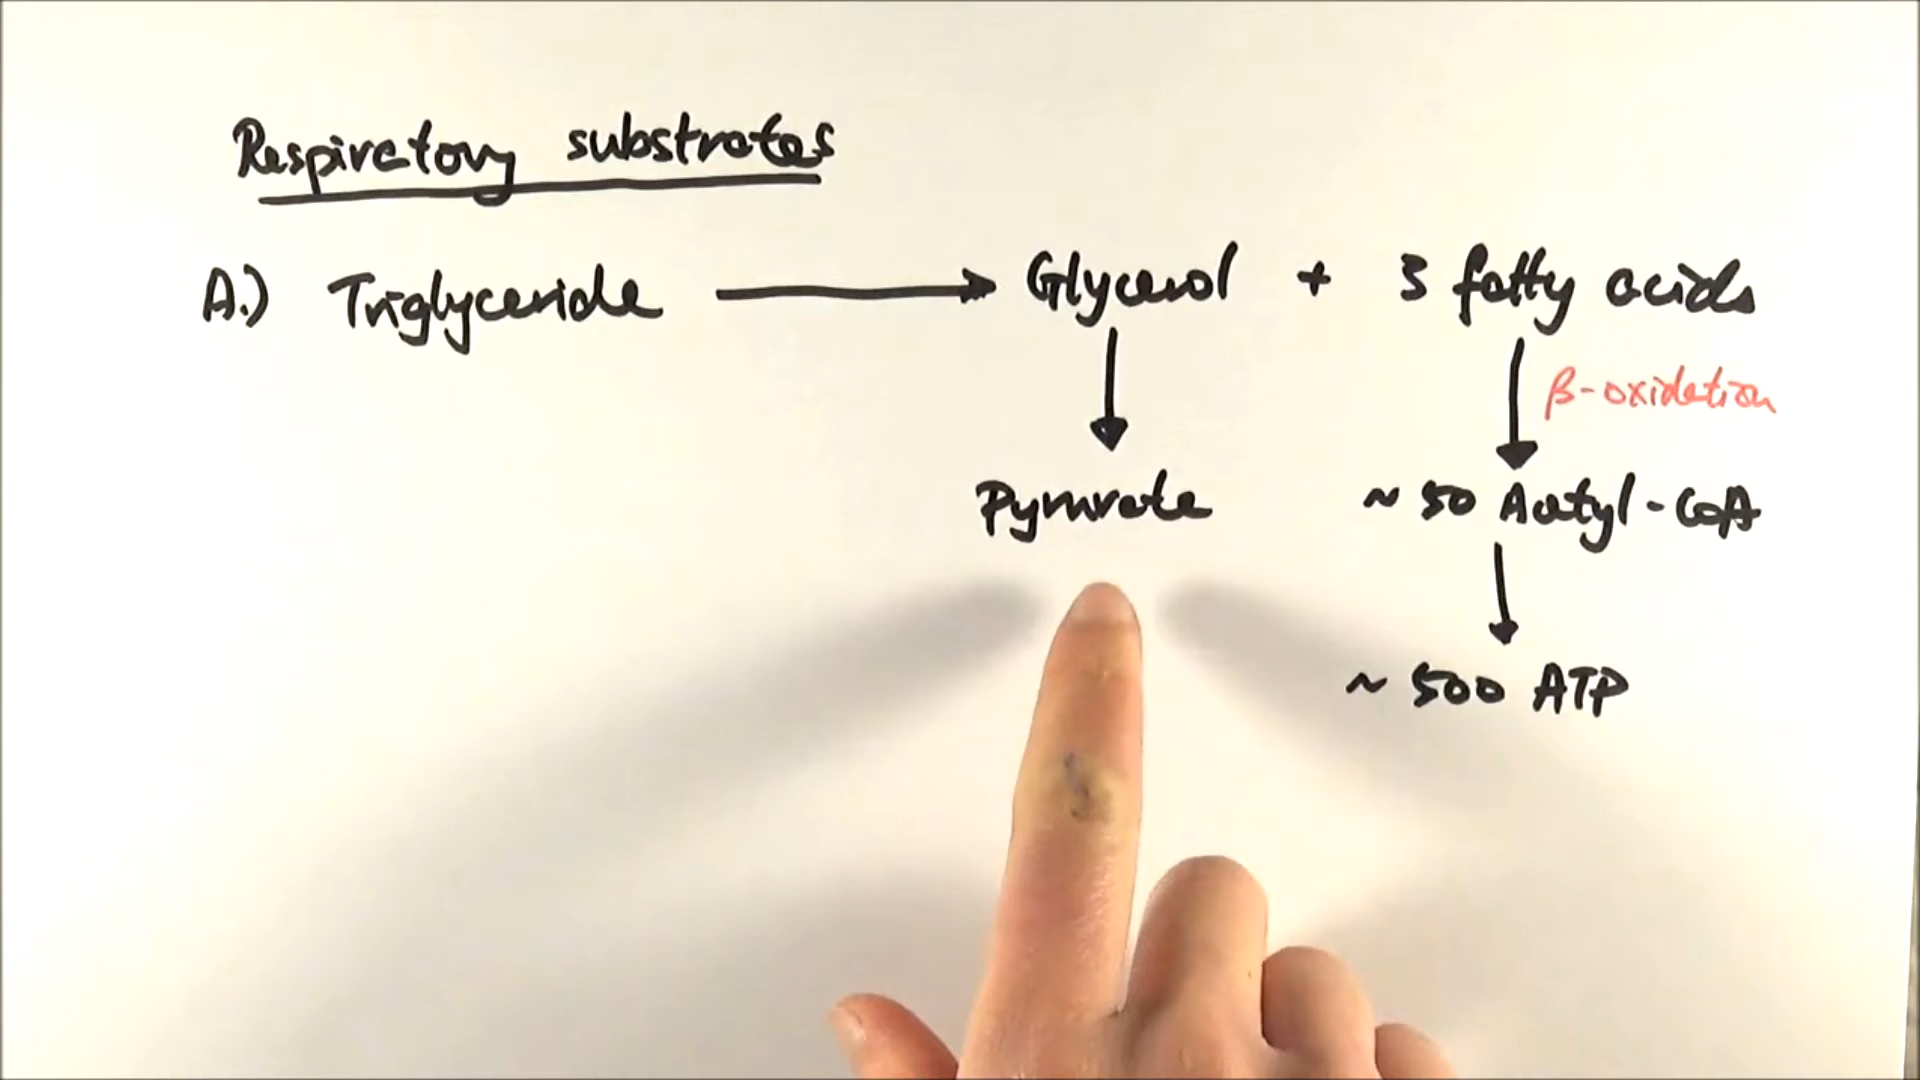 Respiratory substrates
A.) Triglyceride → Glycerol + 3 fatty acids
β-oxidation
Pyruvate ~ 50 Acetyl-CoA
~ 500 ATP